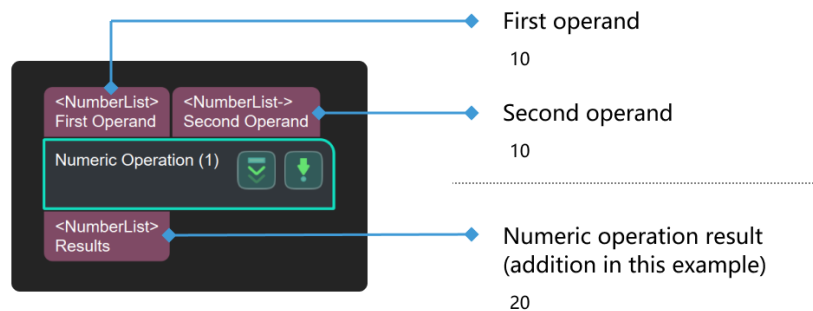 First operand
10
<NumberList>
First Operand
<NumberList->
Second Operand
Second operand
10
Numeric Operation (1)
<NumberList>
Results
Numeric operation result
(addition in this example)
20